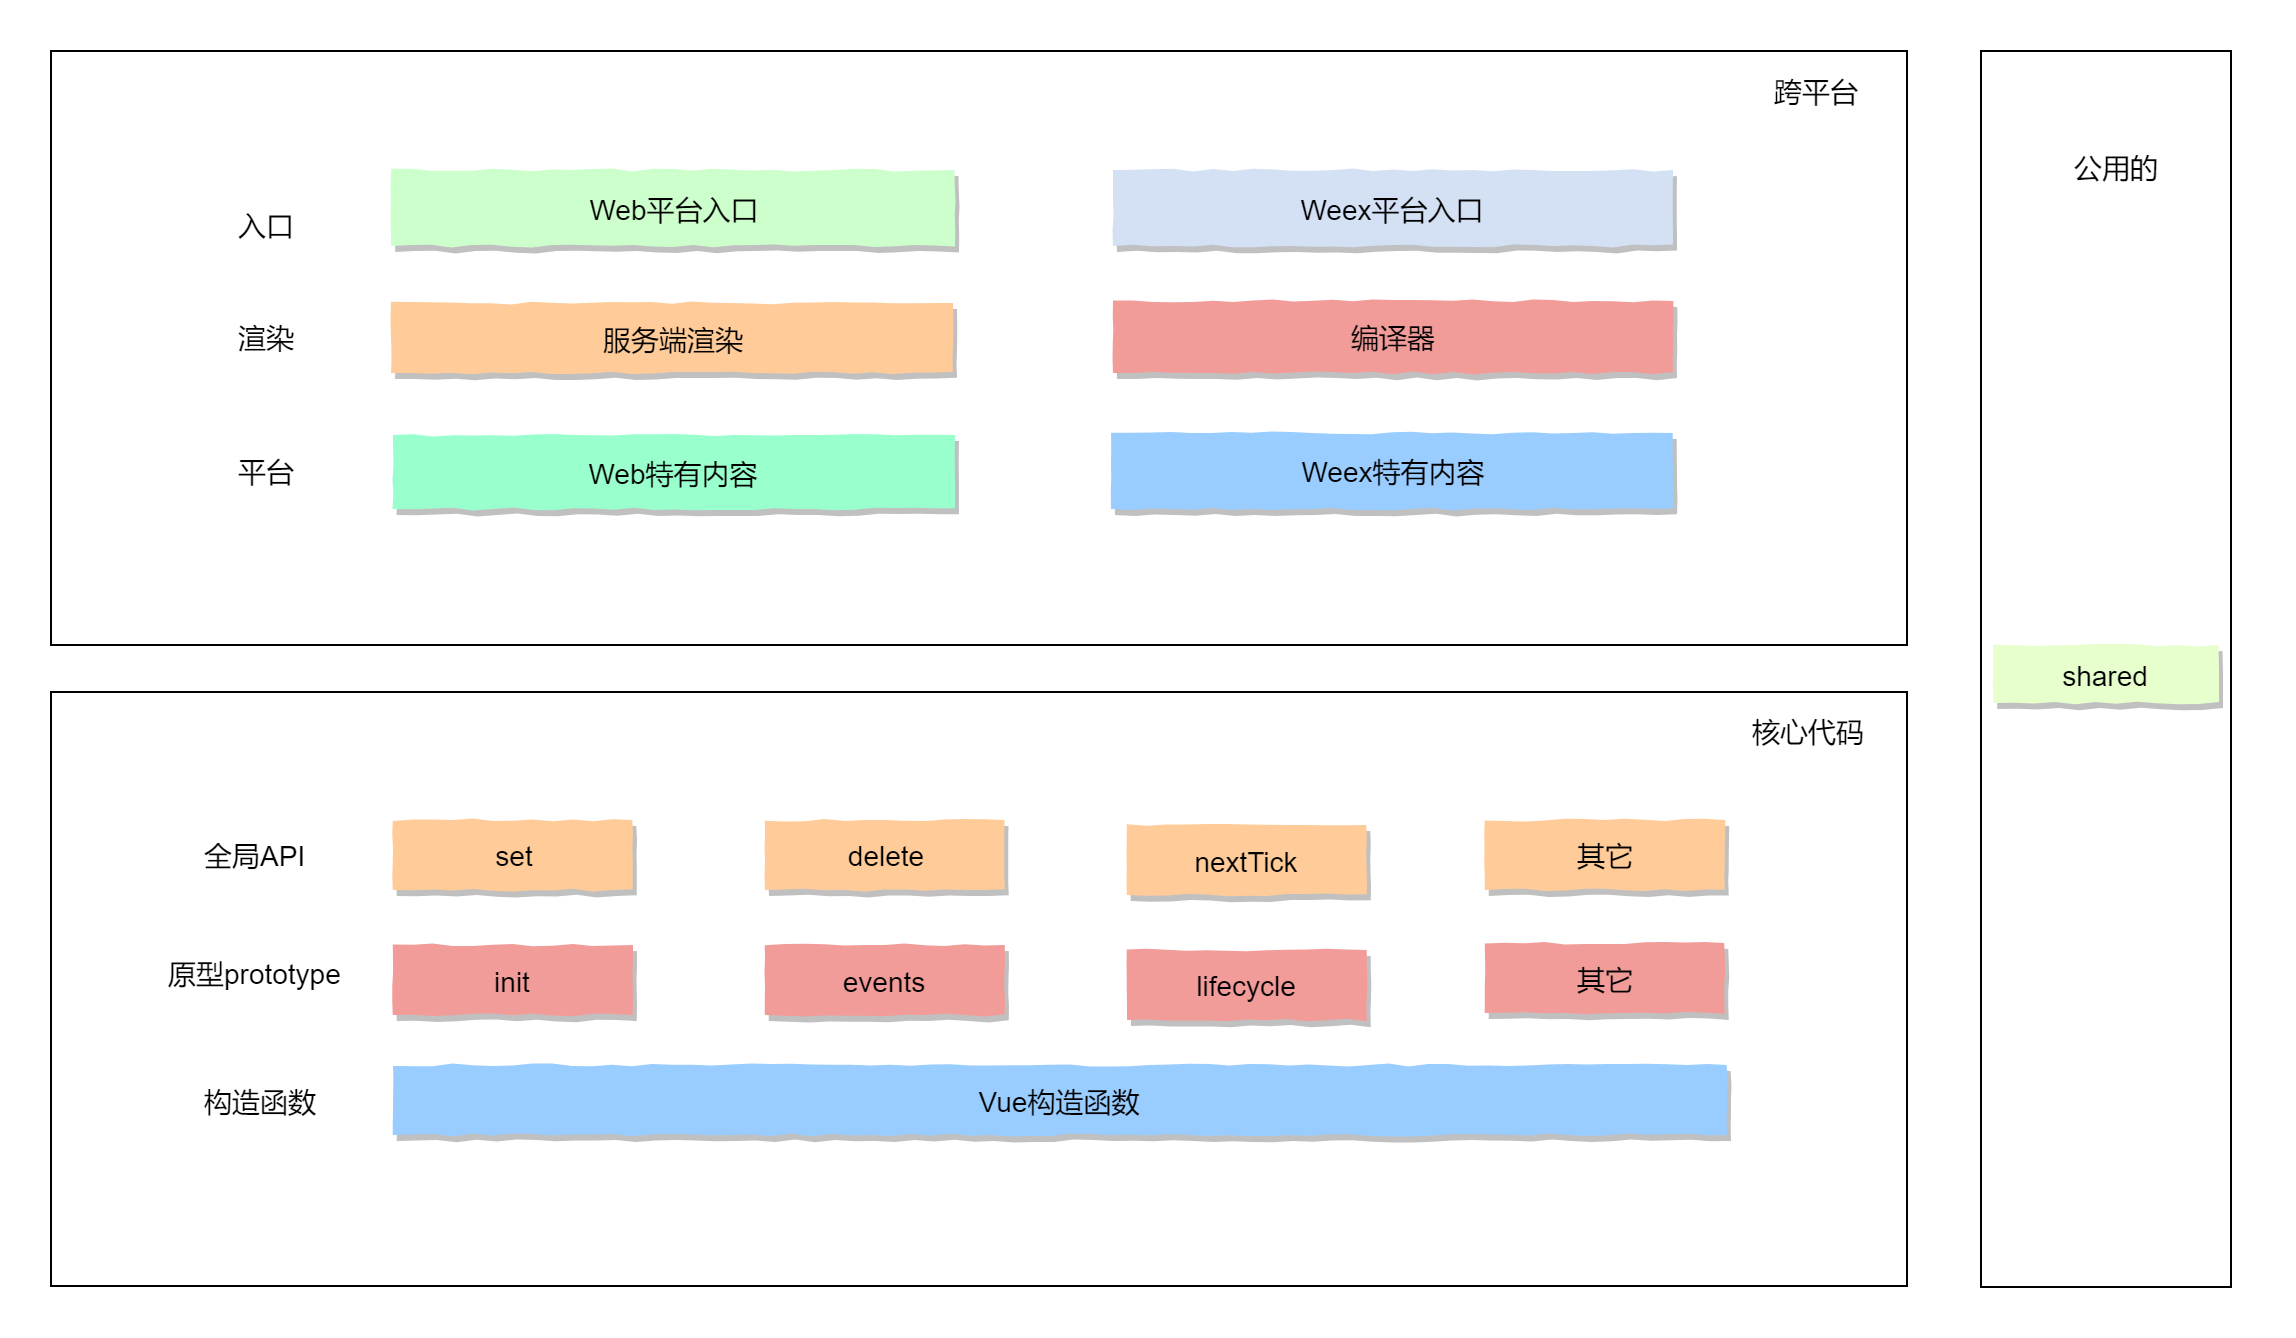 跨平台
入口
Web平台入口
Weex平台入口
渲染
服务端渲染
编译器
平台
Web特有内容
Weex特有内容
核心代码
全局API
set
delete
nextTick
其它
原型prototype
init
events
lifecycle
其它
构造函数
Vue构造函数
公用的
shared